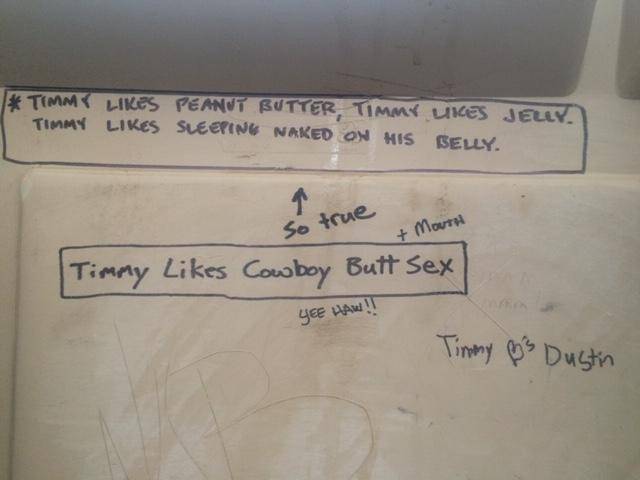 * TIMMY LIKES PEANUT BUTTER, TIMMY LIKES JELLY.
TIMMY LIKES SLEEPING NAKED ON HIS BELLY.
↑
So true
+ MOUTH
Timmy Likes Cowboy Butt Sex
YEE HAW!!
Timmy ♡'s Dustin